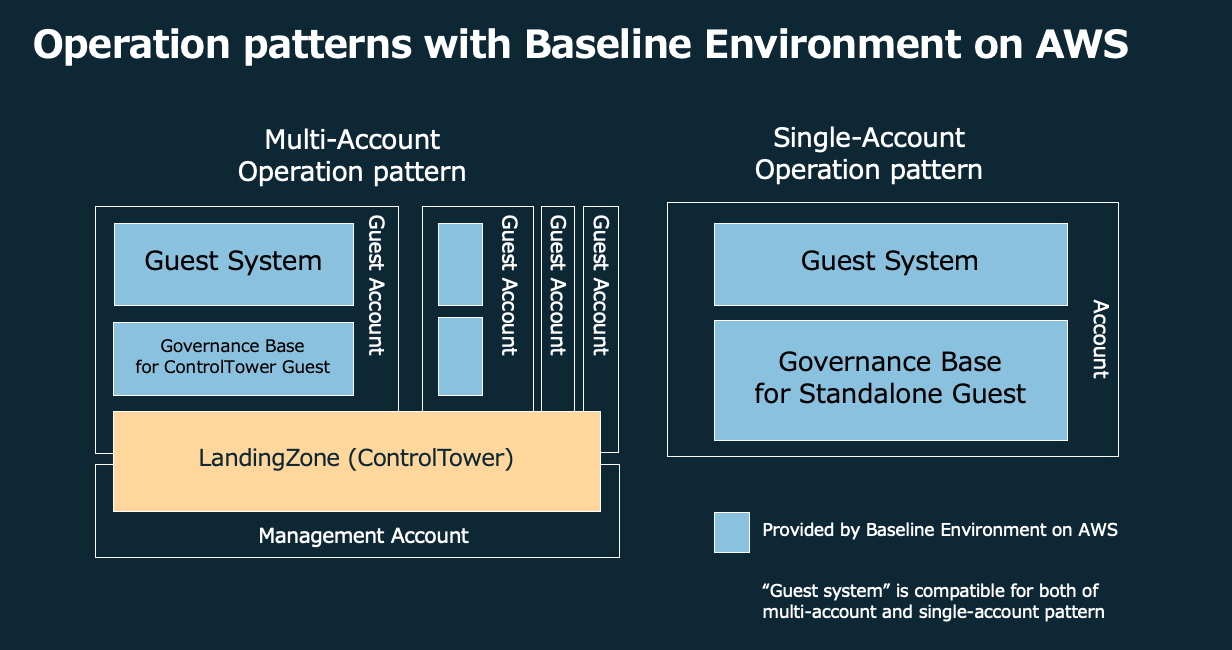 Operation patterns with Baseline Environment on AWS
Multi-Account
Operation pattern
Guest System
Governance Base
for ControlTower Guest
Guest Account
Guest Account
Guest Account
Guest Account
LandingZone (ControlTower)
Management Account
Single-Account
Operation pattern
Guest System
Governance Base
for Standalone Guest
Account
Provided by Baseline Environment on AWS
“Guest system” is compatible for both of
multi-account and single-account pattern